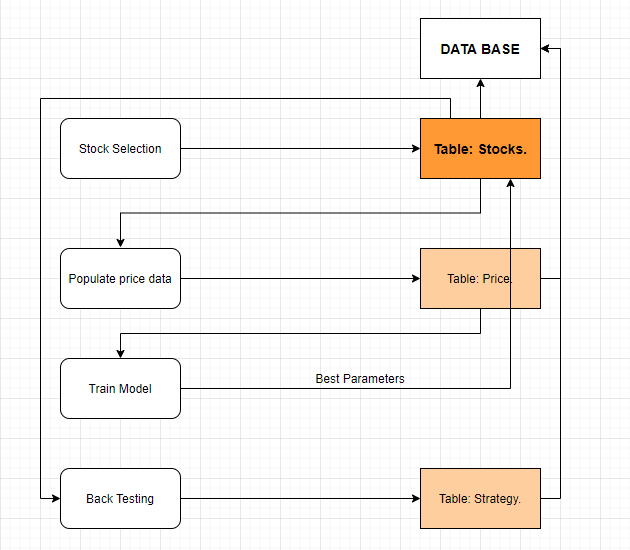 DATA BASE
Stock Selection
Table: Stocks.
Populate price data
Table: Price.
Best Parameters
Train Model
Back Testing
Table: Strategy.